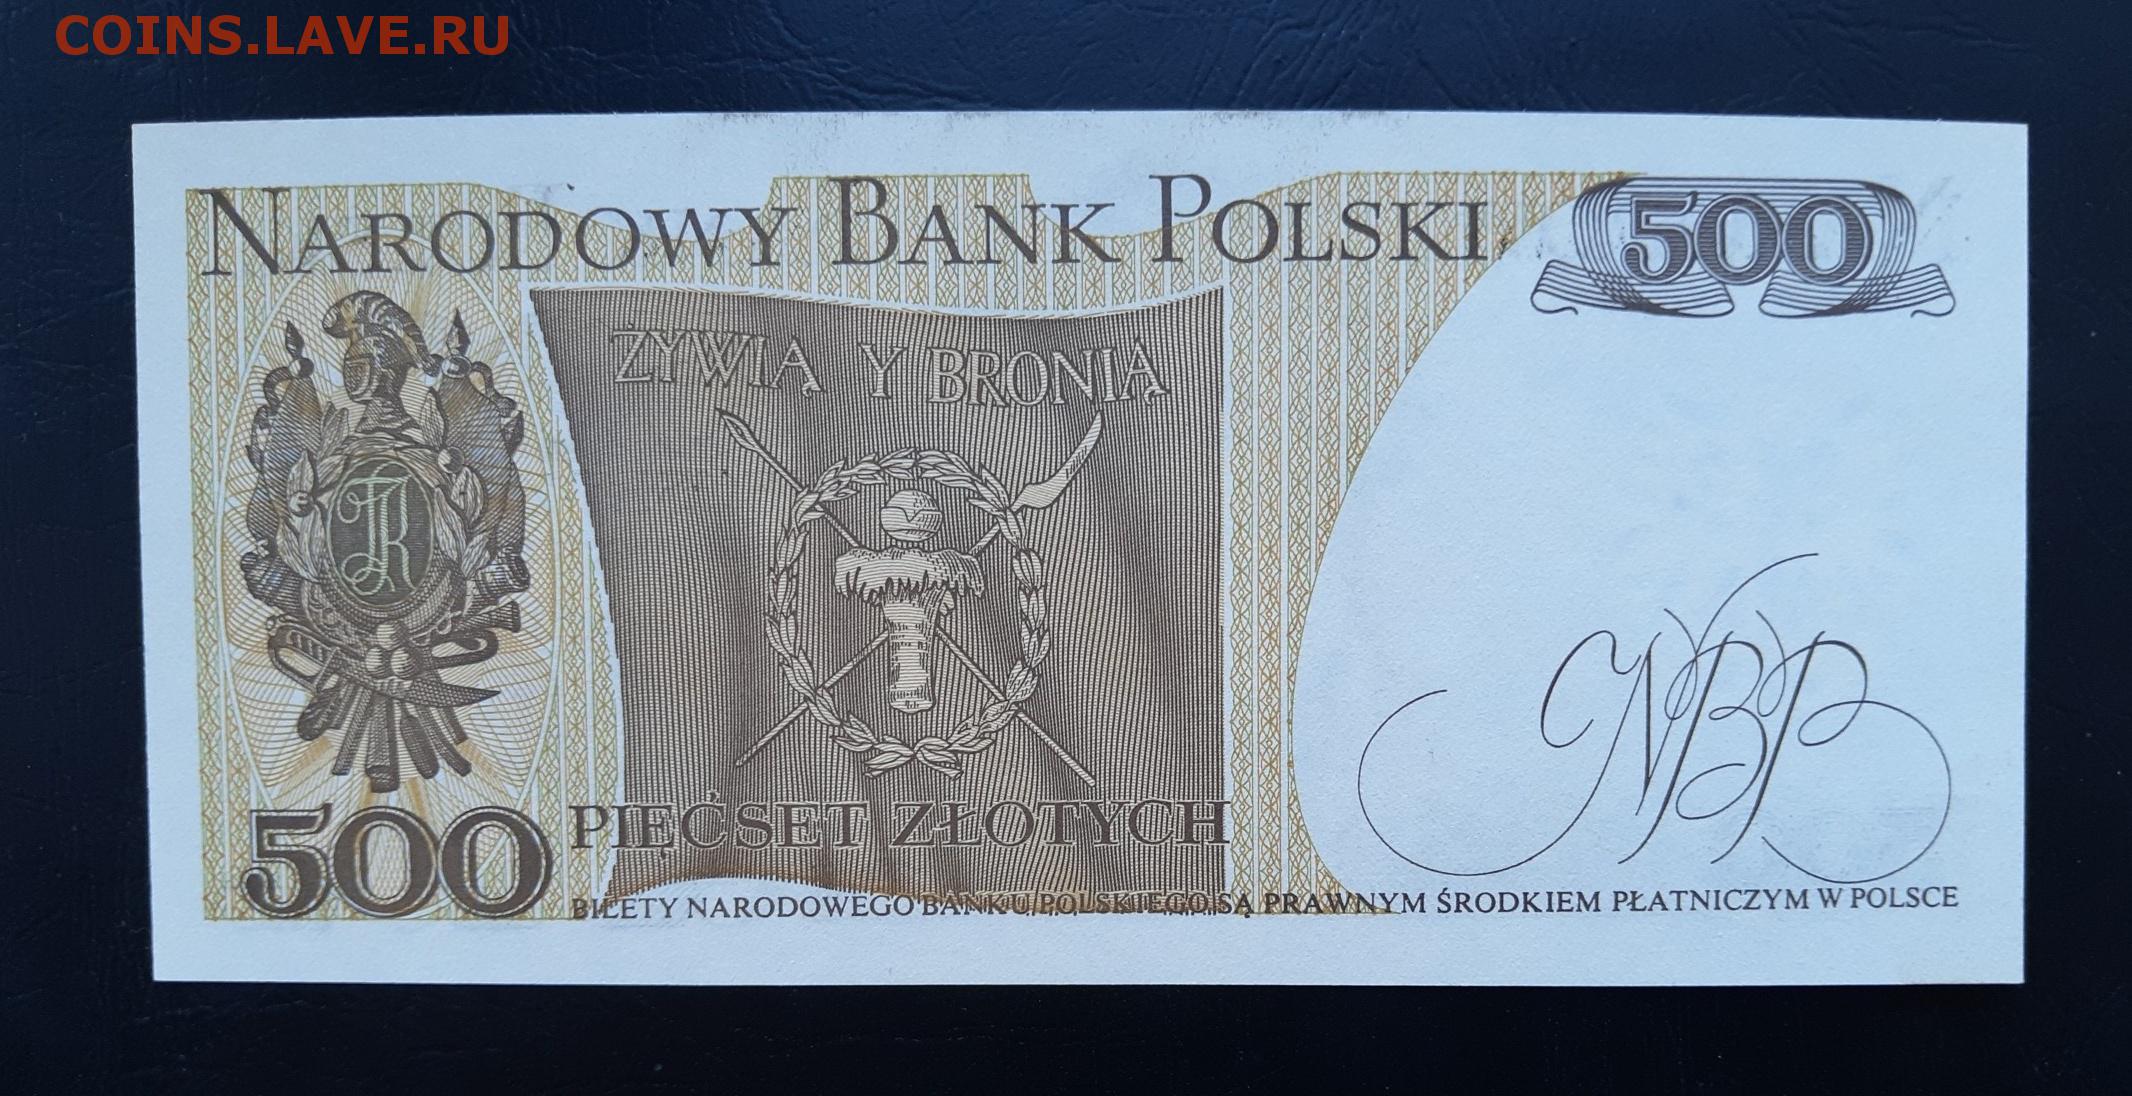 COINS.LAVE.RU
NARODOWY BANK POLSKI
500
ŻYWIĄ Y BRONIĄ
TK
NBP
500
PIĘĆSET ZŁOTYCH
BILETY NARODOWEGO BANKU POLSKIEGO SĄ PRAWNYM ŚRODKIEM PŁATNICZYM W POLSCE